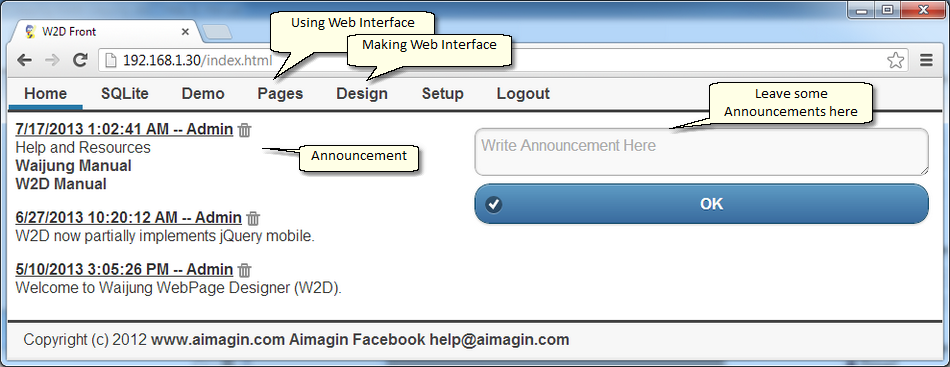 Using Web Interface
W2D Front
Making Web Interface
192.168.1.30/index.html
Home SQLite Demo Pages Design Setup Logout
Leave some
Announcements here
7/17/2013 1:02:41 AM -- Admin
Help and Resources
Waijung Manual
W2D Manual
Announcement
Write Announcement Here
OK
6/27/2013 10:20:12 AM -- Admin
W2D now partially implements jQuery mobile.
5/10/2013 3:05:26 PM -- Admin
Welcome to Waijung WebPage Designer (W2D).
Copyright (c) 2012 www.aimagin.com Aimagin Facebook help@aimagin.com